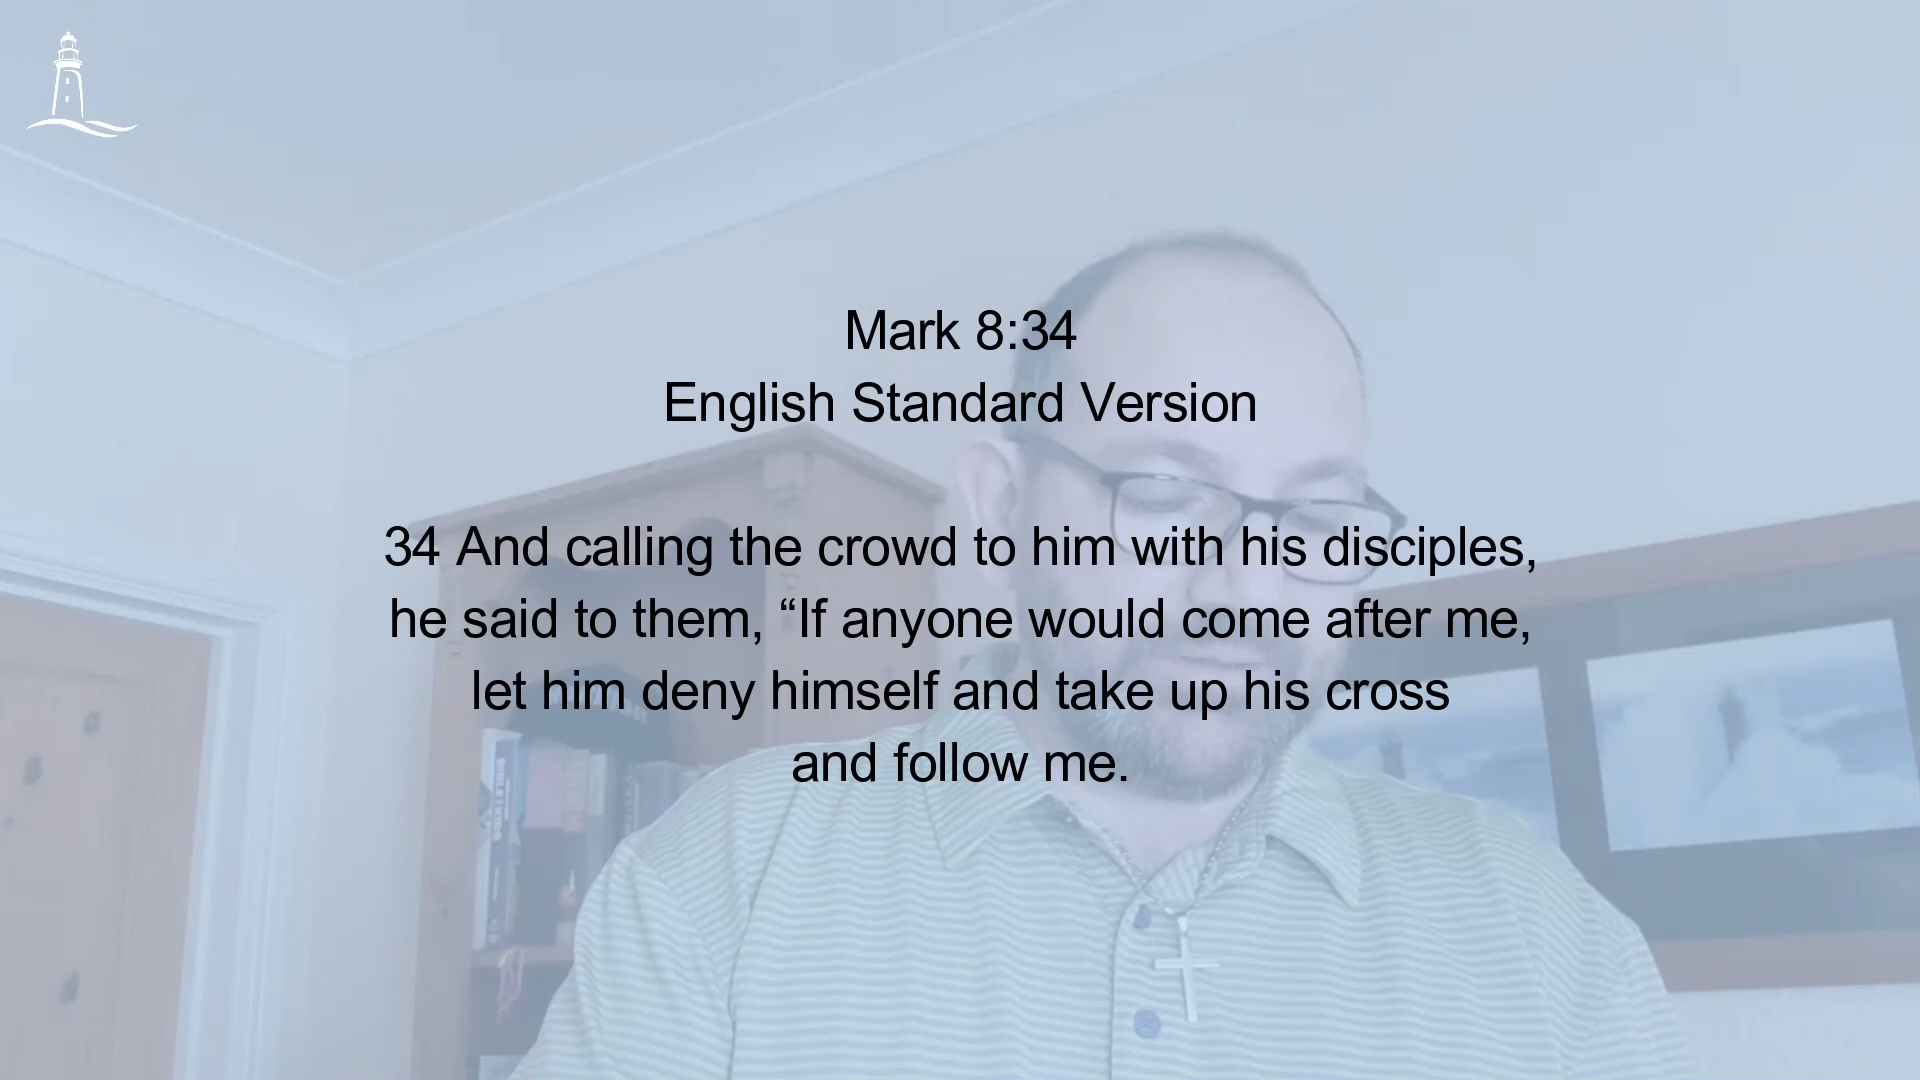 Mark 8:34
English Standard Version
34 And calling the crowd to him with his disciples,
he said to them, “If anyone would come after me,
let him deny himself and take up his cross
and follow me.